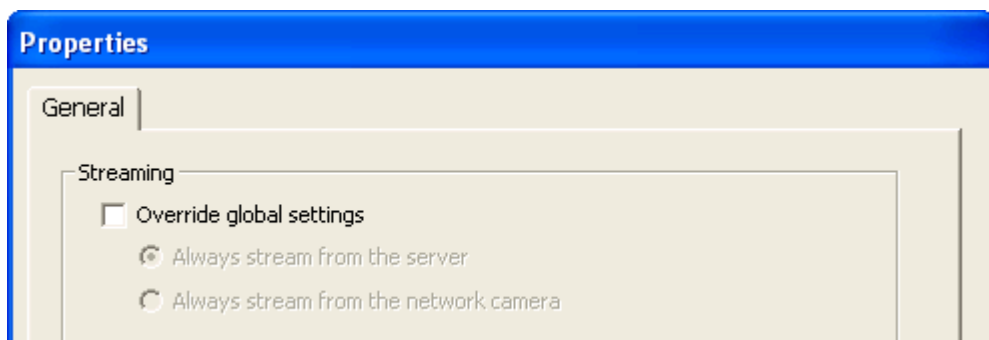 Properties
General
Streaming
Override global settings
Always stream from the server
Always stream from the network camera